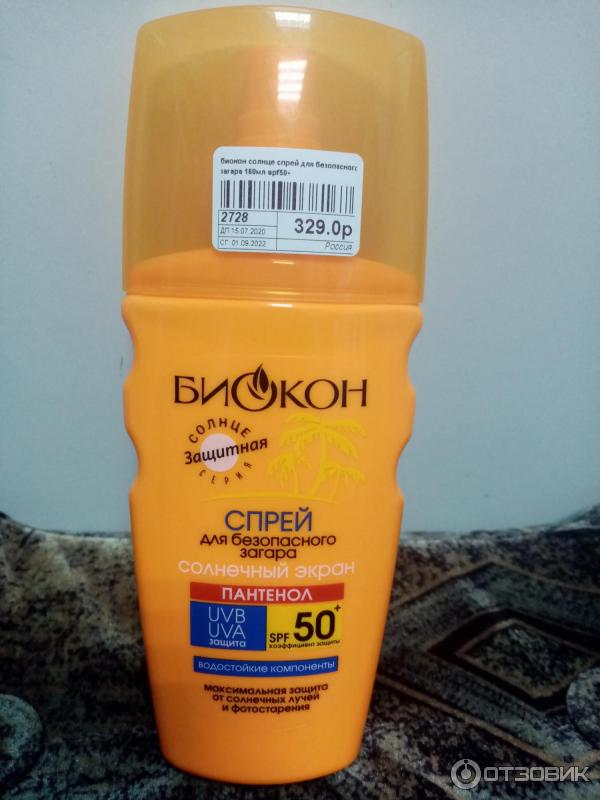 биокон солнце спрей для безопасного
загара 180мл spf50+
2728
329.0р
ДП 15.07.2020
СГ. 01.09.2022
Россия
БИОКОН
СОЛНЦЕ
Защитная
СЕРИЯ
СПРЕЙ
для безопасного
загара
солнечный экран
ПАНТЕНОЛ
UVB
UVA
защита
SPF 50+
коэффициент защиты
ВОДОСТОЙКИЕ КОМПОНЕНТЫ
максимальная защита
от солнечных лучей
и фотостарения
ОТЗОВИК